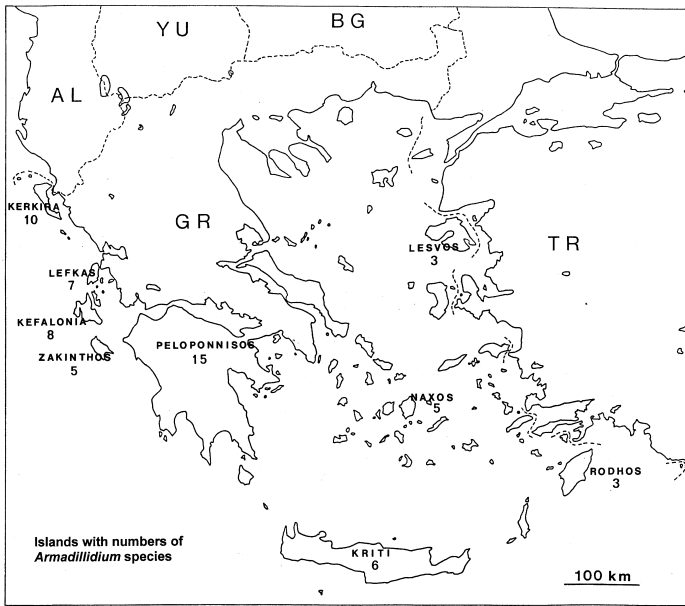 YU
BG
AL
KERKIRA
10
GR
LESVOS
3
TR
LEFKAS
7
KEFALONIA
8
ZAKINTHOS
5
PELOPONNISOS
15
NAXOS
5
RODHOS
3
Islands with numbers of
Armadillidium species
KRITI
6
100 km